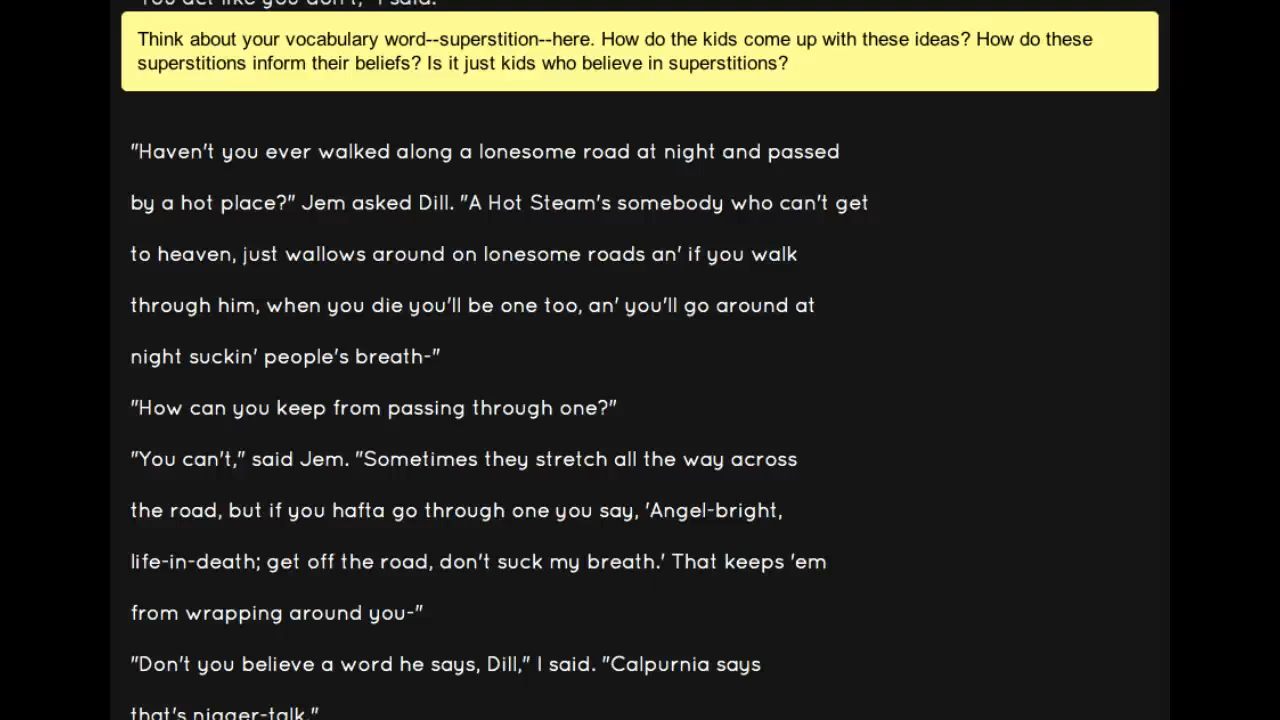 "You act like you don't," I said.
Think about your vocabulary word--superstition--here. How do the kids come up with these ideas? How do these
superstitions inform their beliefs? Is it just kids who believe in superstitions?
"Haven't you ever walked along a lonesome road at night and passed
by a hot place?" Jem asked Dill. "A Hot Steam's somebody who can't get
to heaven, just wallows around on lonesome roads an' if you walk
through him, when you die you'll be one too, an' you'll go around at
night suckin' people's breath-"
"How can you keep from passing through one?"
"You can't," said Jem. "Sometimes they stretch all the way across
the road, but if you hafta go through one you say, 'Angel-bright,
life-in-death; get off the road, don't suck my breath.' That keeps 'em
from wrapping around you-"
"Don't you believe a word he says, Dill," I said. "Calpurnia says
that's nigger-talk."